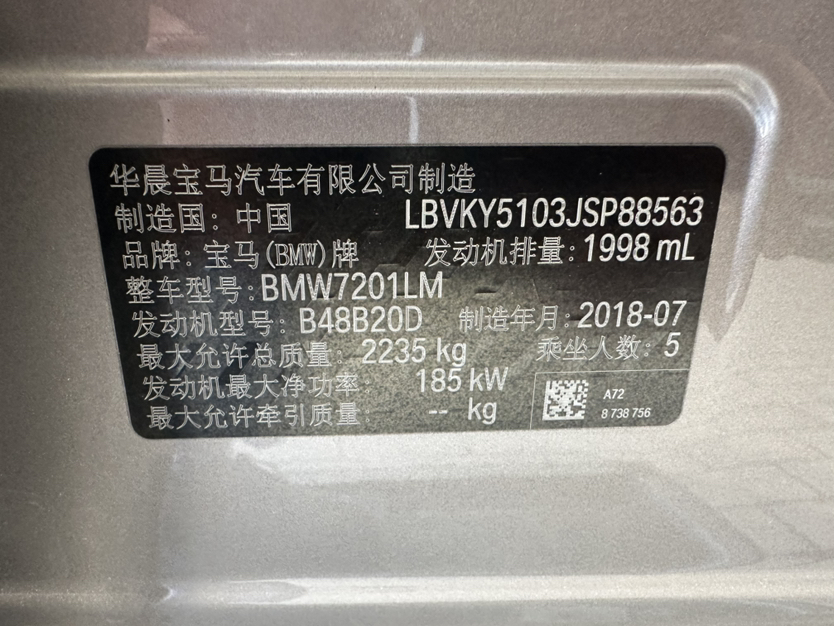 华晨宝马汽车有限公司制造
制造国: 中国 LBVKY5103JSP88563
品牌: 宝马(BMW)牌 发动机排量: 1998 mL
整车型号: BMW7201LM
发动机型号: B48B20D 制造年月: 2018-07
最大允许总质量: 2235 kg 乘坐人数: 5
发动机最大净功率: 185 kW
最大允许牵引质量: -- kg
A72
8 738 756